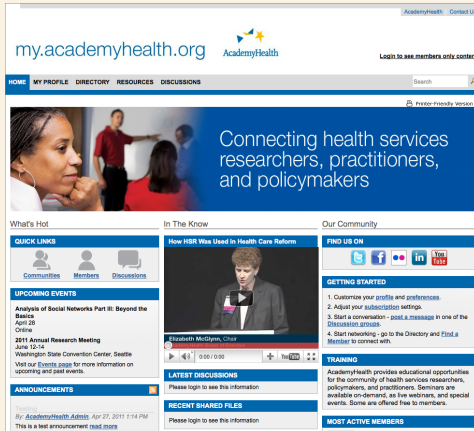 AcademyHealth Contact U
my.academyhealth.org
AcademyHealth
Login to see members only conten
HOME MY PROFILE DIRECTORY RESOURCES DISCUSSIONS
Search
Printer-Friendly Version
Connecting health services
researchers, practitioners,
and policymakers
What's Hot
QUICK LINKS
Communities Members Discussions
UPCOMING EVENTS
Analysis of Social Networks Part III: Beyond the
Basics
April 28
Online
2011 Annual Research Meeting
June 12-14
Washington State Convention Center, Seattle
Visit our Events page for more information on
upcoming and past events.
ANNOUNCEMENTS
Testing
By: AcademyHealth Admin, Apr 27, 2011 1:14 PM
This is a test announcement read more
In The Know
How HSR Was Used in Health Care Reform
Elizabeth McGlynn, Chair
0:00 / 0:00
YouTube
LATEST DISCUSSIONS
Please login to see this information
RECENT SHARED FILES
Please login to see this information
Our Community
FIND US ON
f in You Tube
GETTING STARTED
1. Customize your profile and preferences.
2. Adjust your subscription settings.
3. Start a conversation - post a message in one of the
Discussion groups.
4. Start networking - go to the Directory and Find a
Member to connect with.
TRAINING
AcademyHealth provides educational opportunities
for the community of health services researchers,
policymakers, and practitioners. Seminars are
available on-demand, as live webinars, and special
events. Some are offered free to members.
MOST ACTIVE MEMBERS